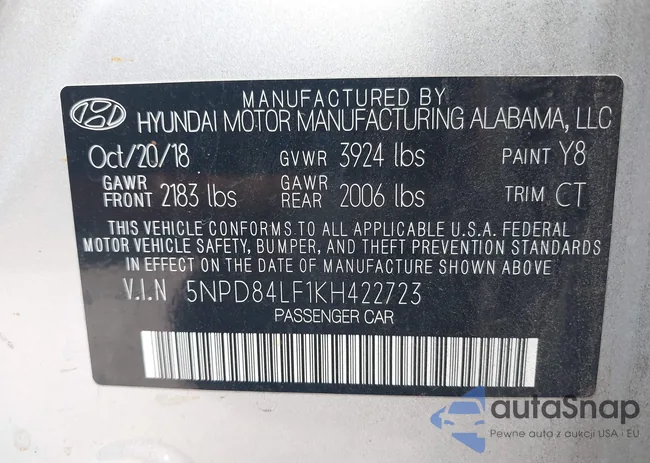 MANUFACTURED BY
HYUNDAI MOTOR MANUFACTURING ALABAMA, LLC
Oct/20/18 GVWR 3924 lbs PAINT Y8
GAWR FRONT 2183 lbs GAWR REAR 2006 lbs TRIM CT
THIS VEHICLE CONFORMS TO ALL APPLICABLE U.S.A. FEDERAL
MOTOR VEHICLE SAFETY, BUMPER, AND THEFT PREVENTION STANDARDS
IN EFFECT ON THE DATE OF MANUFACTURE SHOWN ABOVE
V.I.N 5NPD84LF1KH422723
PASSENGER CAR
autaSnap
Pewne auta z aukcji USA i EU